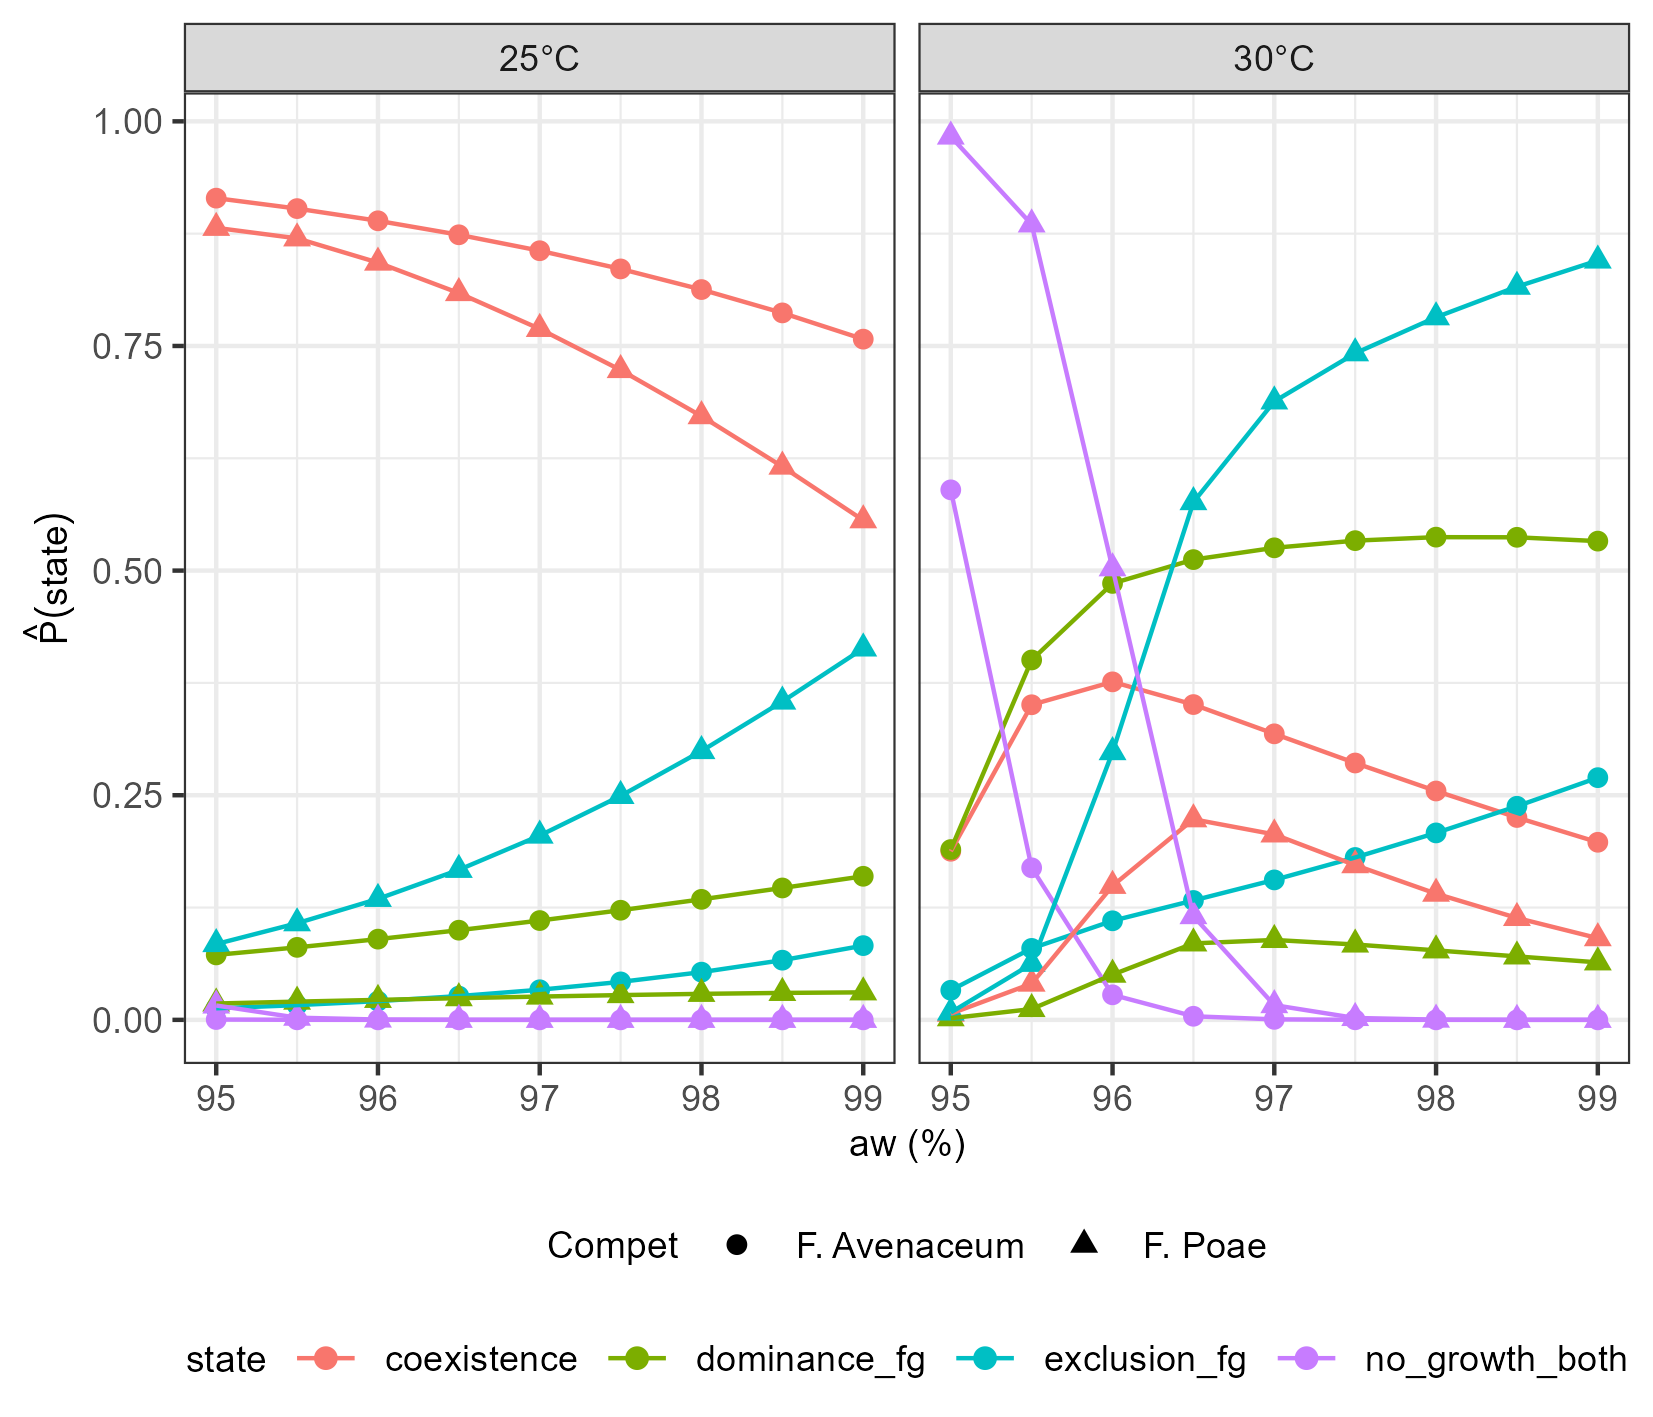 25°C 30°C
1.00
0.75
0.50
0.25
0.00
P̂(state)
95 96 97 98 99 95 96 97 98 99
aw (%)
Compet F. Avenaceum F. Poae
state coexistence dominance_fg exclusion_fg no_growth_both